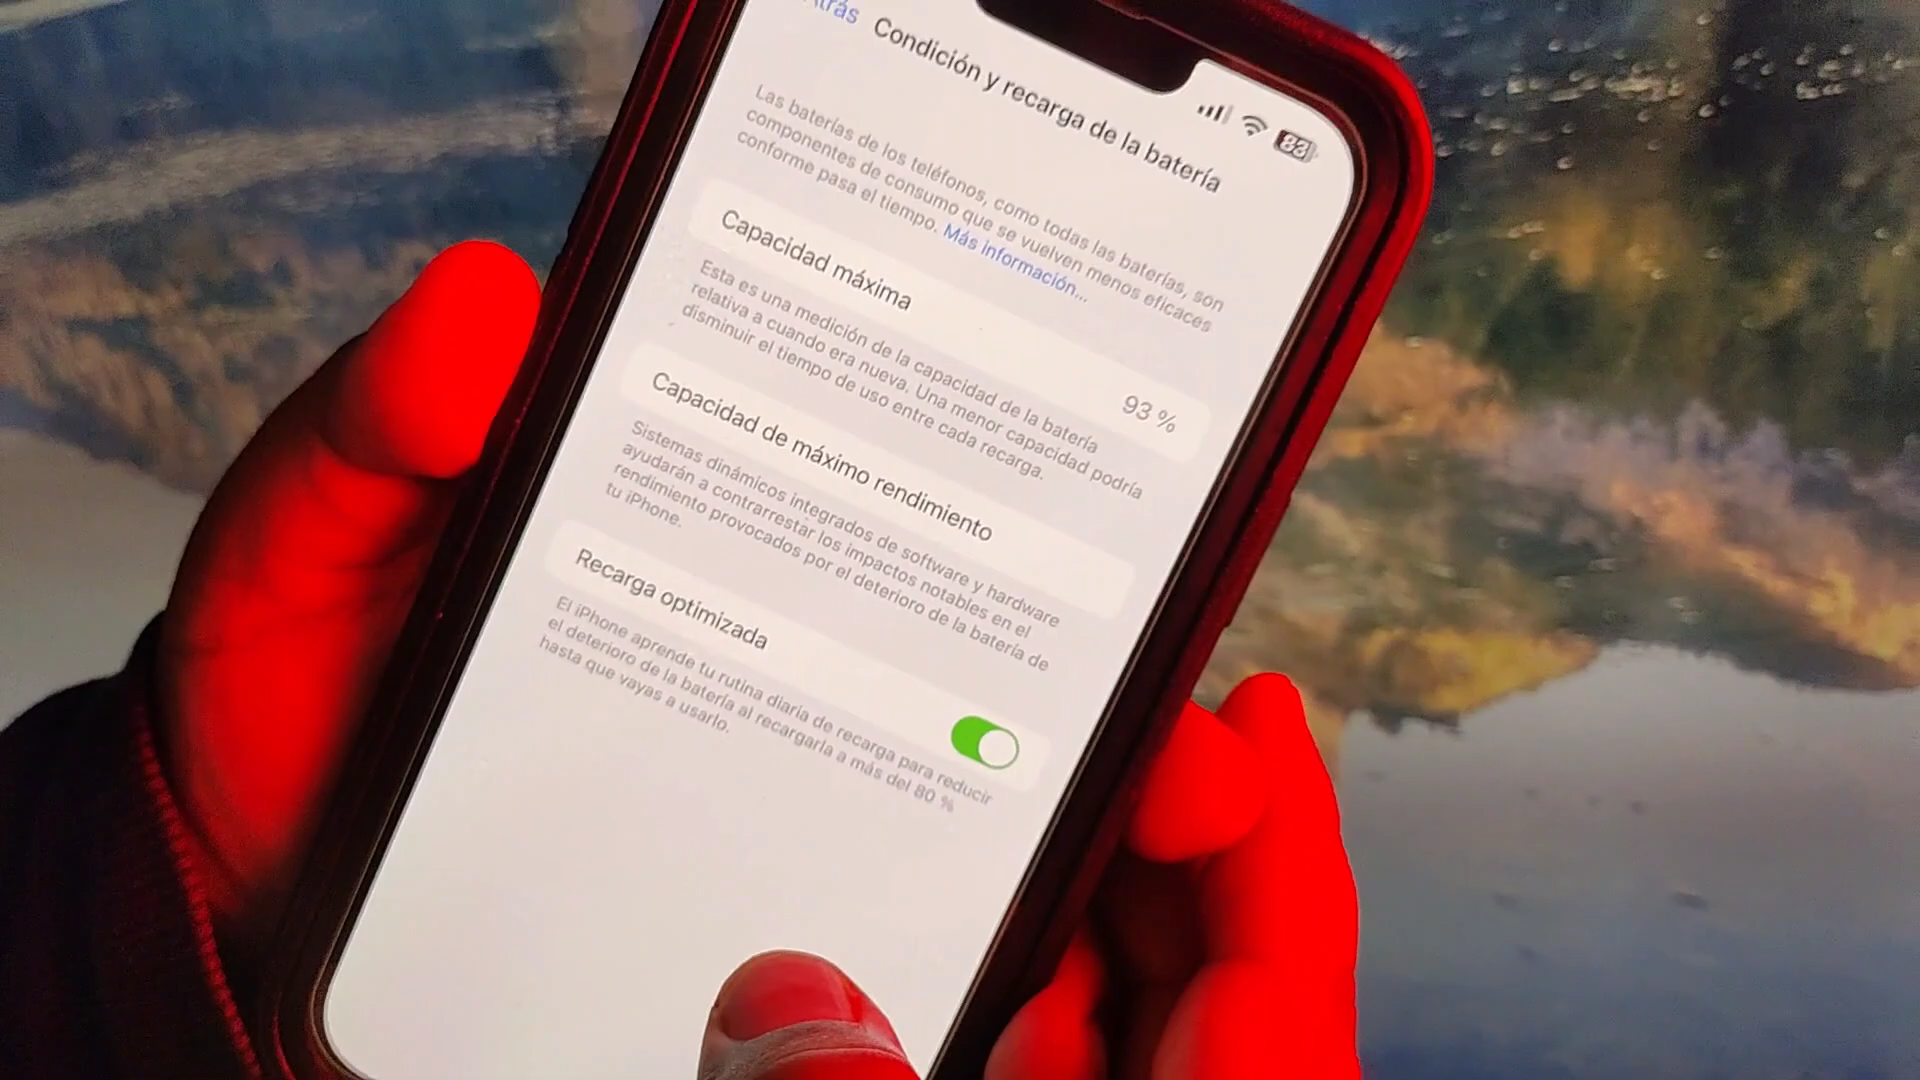 Atrás
Condición y recarga de la batería
83
Las baterías de los teléfonos, como todas las baterías, son
componentes de consumo que se vuelven menos eficaces
conforme pasa el tiempo. Más información...
Capacidad máxima
93 %
Esta es una medición de la capacidad de la batería
relativa a cuando era nueva. Una menor capacidad podría
disminuir el tiempo de uso entre cada recarga.
Capacidad de máximo rendimiento
Sistemas dinámicos integrados de software y hardware
ayudarán a contrarrestar los impactos notables en el
rendimiento provocados por el deterioro de la batería de
tu iPhone.
Recarga optimizada
El iPhone aprende tu rutina diaria de recarga para reducir
el deterioro de la batería al recargarla a más del 80 %
hasta que vayas a usarlo.